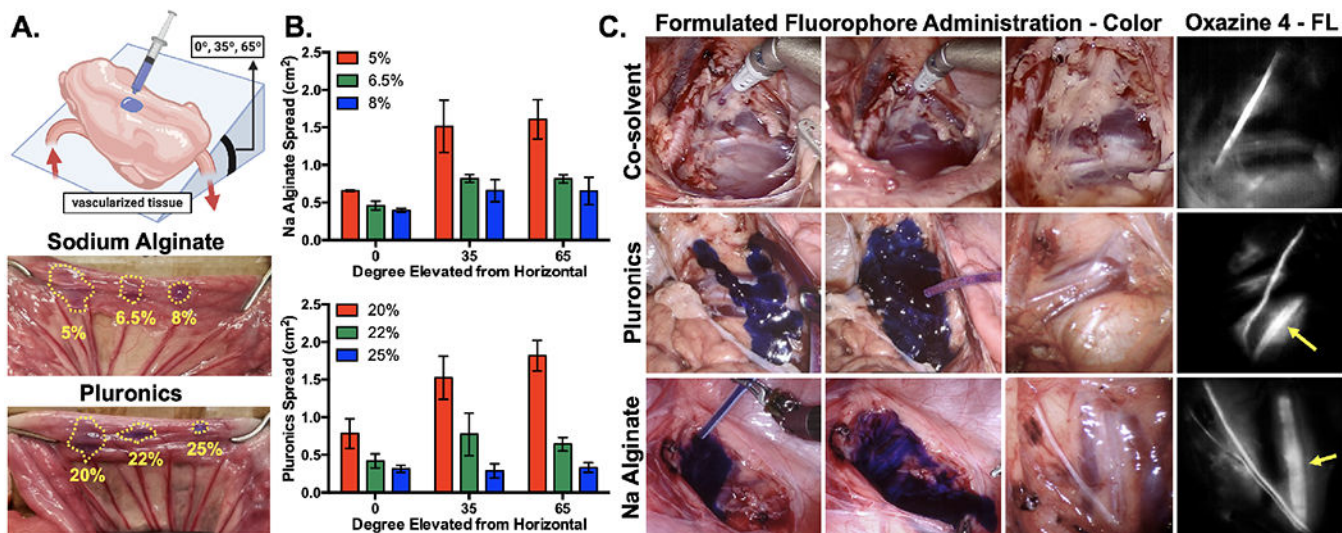 A.
0º, 35º, 65º
vascularized tissue
Sodium Alginate
5%
6.5%
8%
Pluronics
20%
22%
25%
B.
Na Alginate Spread (cm²)
2.5
2.0
1.5
1.0
0.5
0.0
5%
6.5%
8%
0 35 65
Degree Elevated from Horizontal
Pluronics Spread (cm²)
2.5
2.0
1.5
1.0
0.5
0.0
20%
22%
25%
0 35 65
Degree Elevated from Horizontal
C.
Formulated Fluorophore Administration - Color
Oxazine 4 - FL
Co-solvent
Pluronics
Na Alginate